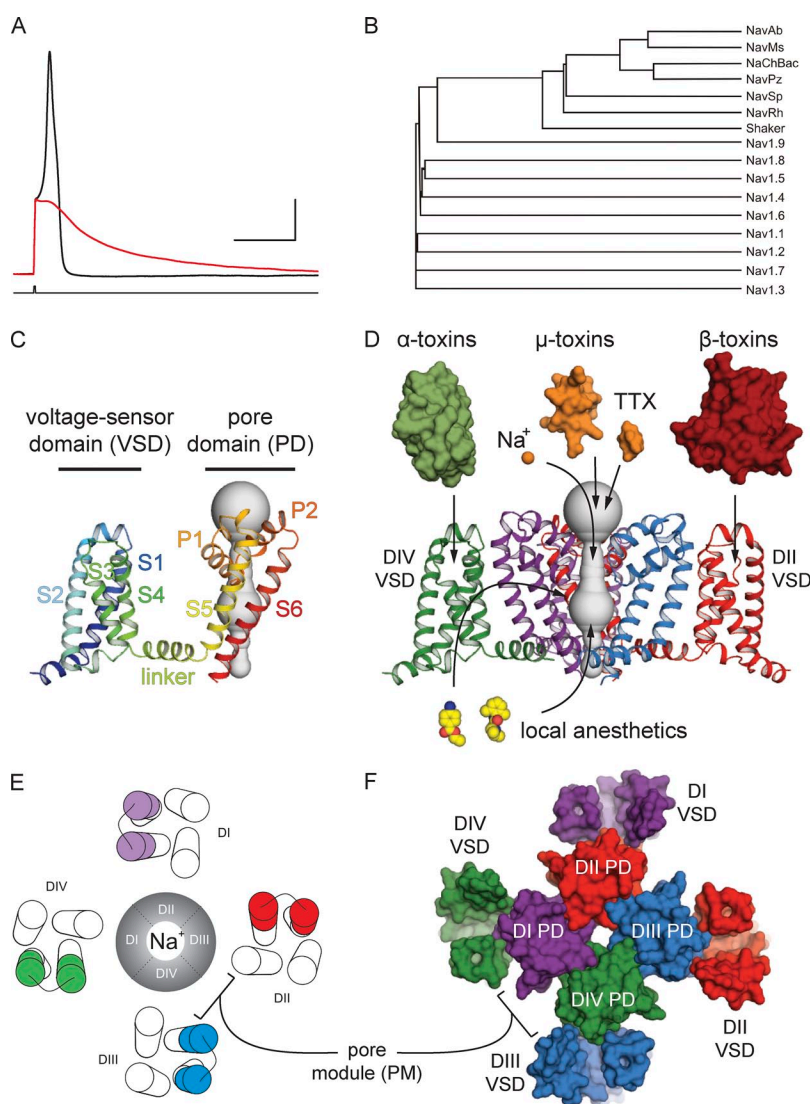 A
B
NavAb
NavMs
NaChBac
NavPz
NavSp
NavRh
Shaker
Nav1.9
Nav1.8
Nav1.5
Nav1.4
Nav1.6
Nav1.1
Nav1.2
Nav1.7
Nav1.3
C
voltage-sensor
domain (VSD)
pore
domain (PD)
P2
P1
S1
S3
S2
S4
S5
S6
linker
D
α-toxins
μ-toxins
β-toxins
TTX
Na+
DIV
VSD
DII
VSD
local anesthetics
E
DI
DIV
DII
DI
Na+
DIII
DIV
DII
DIII
pore
module (PM)
F
DI
VSD
DIV
VSD
DII PD
DI PD
DIII PD
DIV PD
DII
VSD
DIII
VSD